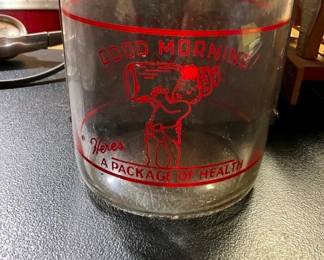 GOOD MORNING!
Here's
A PACKAGE OF HEALTH